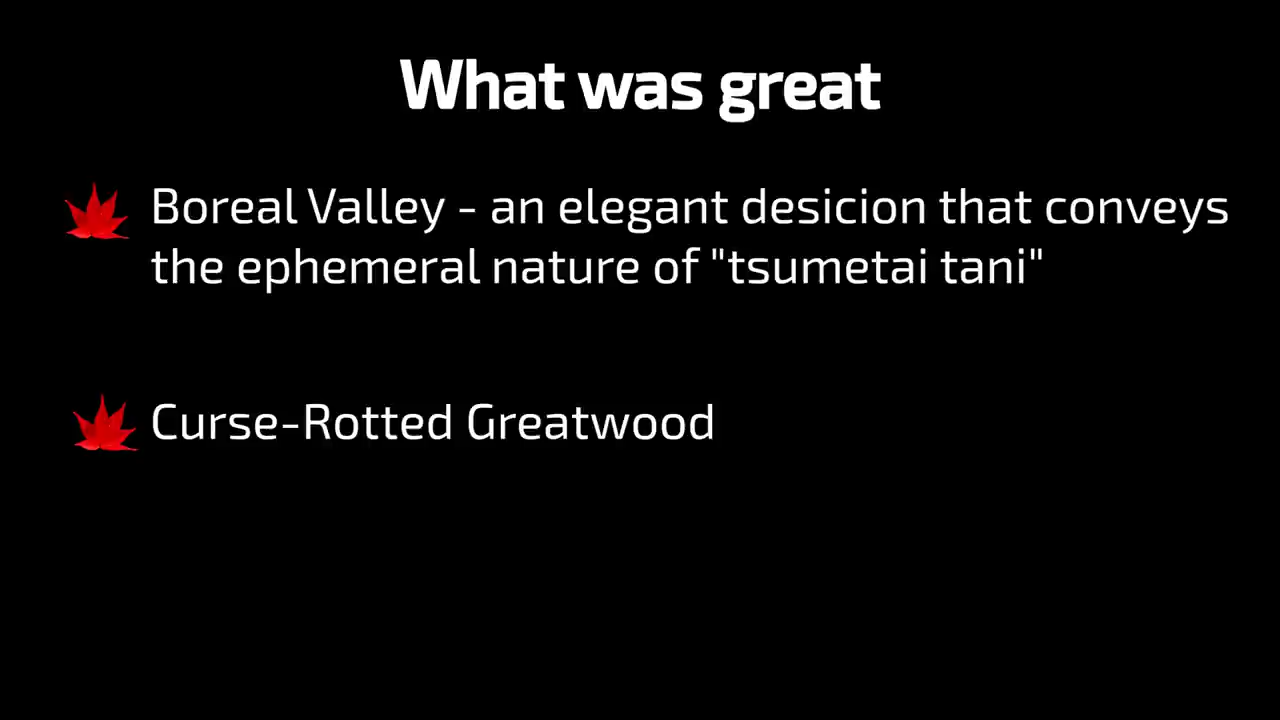 What was great
Boreal Valley - an elegant desicion that conveys
the ephemeral nature of "tsumetai tani"
Curse-Rotted Greatwood